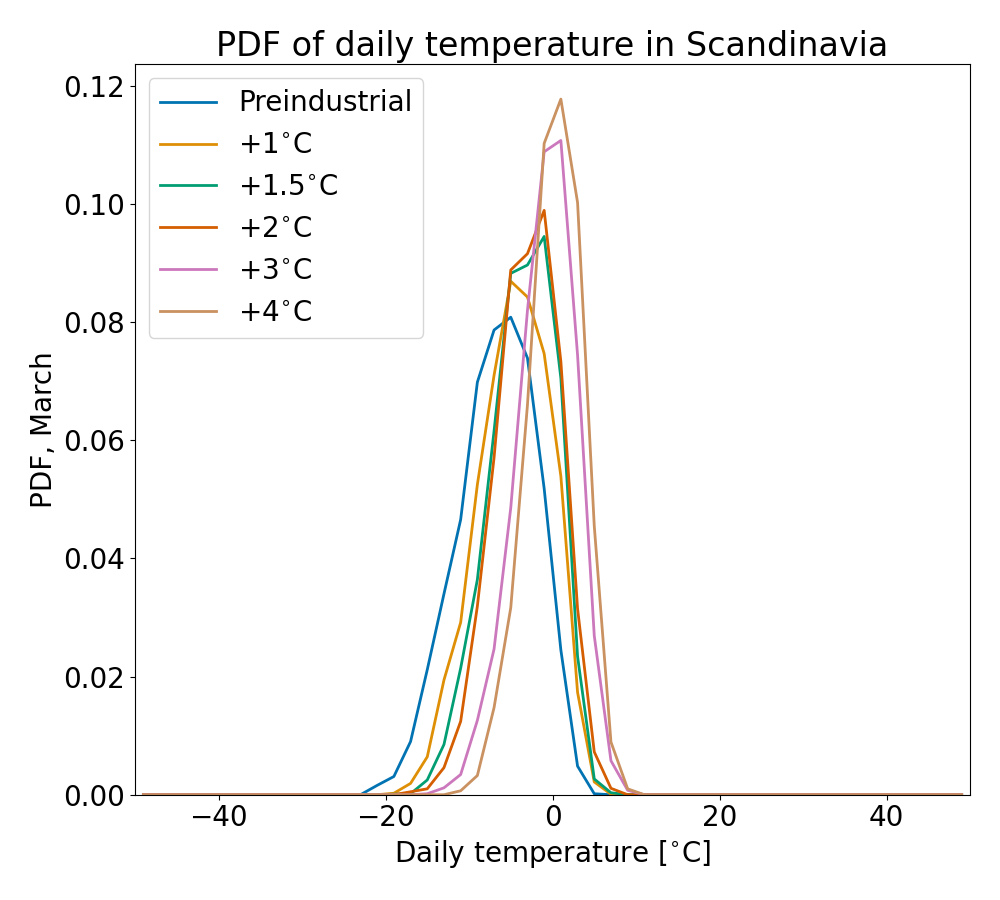 PDF of daily temperature in Scandinavia
Preindustrial
+1°C
+1.5°C
+2°C
+3°C
+4°C
0.12
0.10
0.08
0.06
0.04
0.02
0.00
PDF, March
−40
−20
0
20
40
Daily temperature [°C]